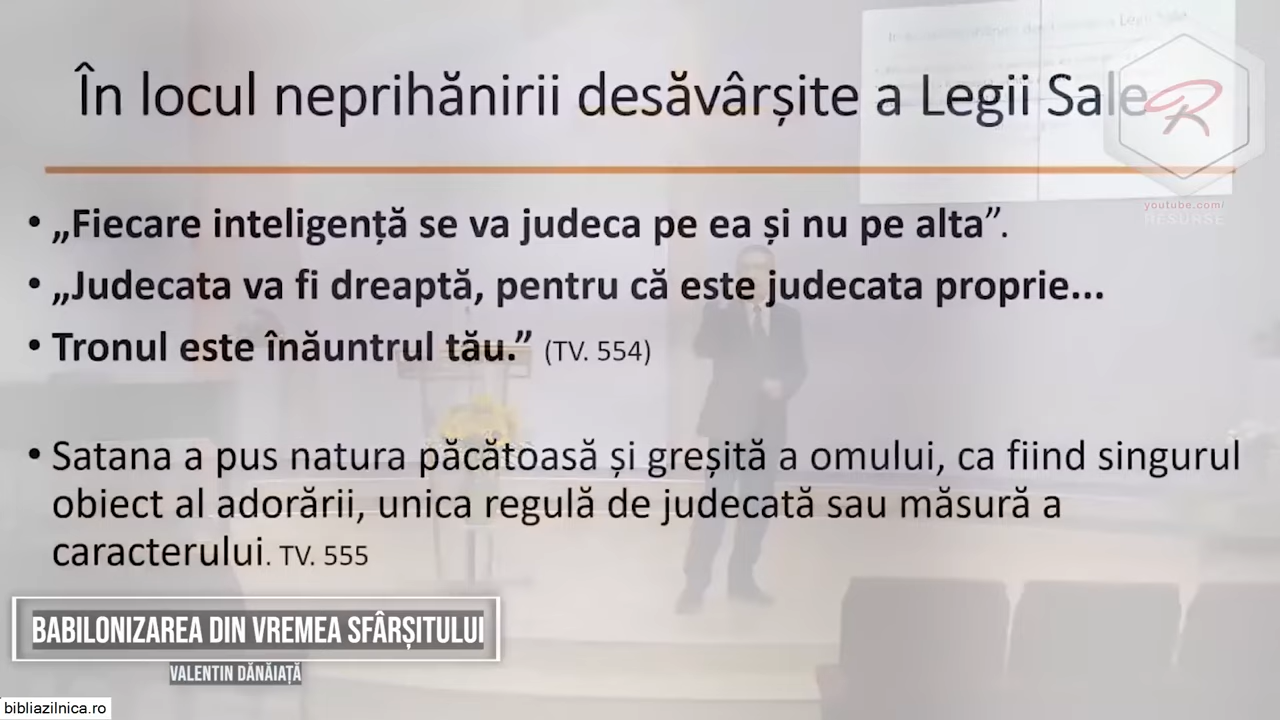 În locul neprihănirii desăvârșite a Legii Sale
• „Fiecare inteligență se va judeca pe ea și nu pe alta”.
• „Judecata va fi dreaptă, pentru că este judecata proprie...
• Tronul este înăuntrul tău.” (TV. 554)
• Satana a pus natura păcătoasă și greșită a omului, ca fiind singurul
obiect al adorării, unica regulă de judecată sau măsură a
caracterului. TV. 555
R
youtube.com/
RESURSE
BABILONIZAREA DIN VREMEA SFÂRȘITULUI
VALENTIN DĂNĂIAȚĂ
bibliazilnica.ro